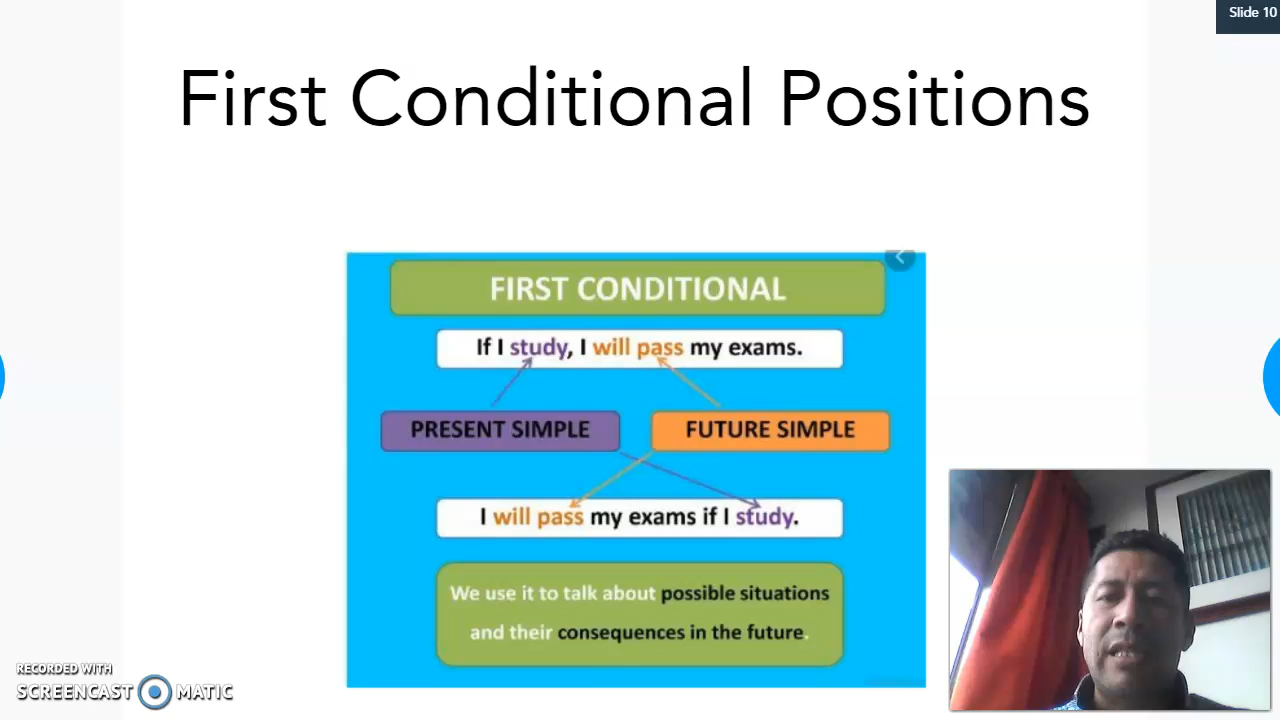 Slide 10
First Conditional Positions
FIRST CONDITIONAL
If I study, I will pass my exams.
PRESENT SIMPLE
FUTURE SIMPLE
I will pass my exams if I study.
We use it to talk about possible situations
and their consequences in the future.
RECORDED WITH
SCREENCAST MATIC